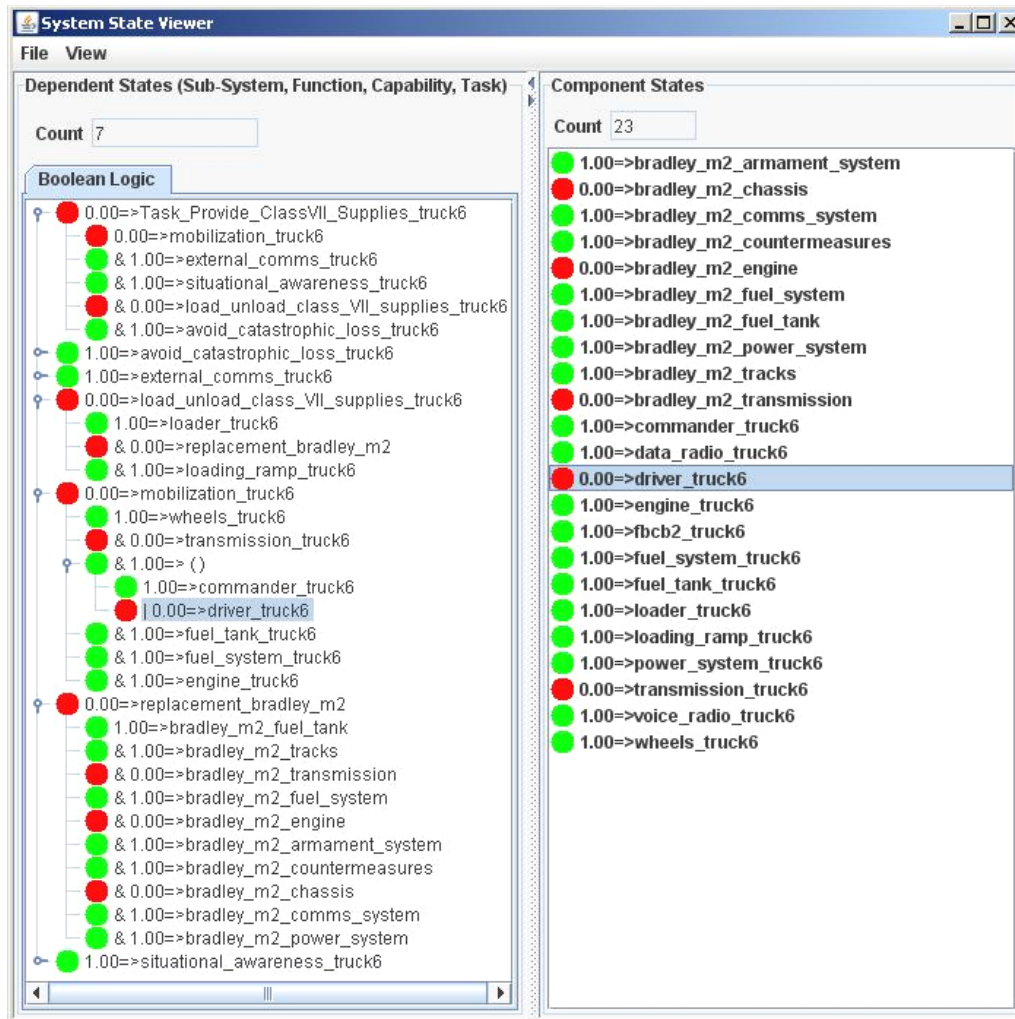 System State Viewer
File View
Dependent States (Sub-System, Function, Capability, Task)
Count 7
Boolean Logic
0.00=>Task_Provide_ClassVII_Supplies_truck6
0.00=>mobilization_truck6
& 1.00=>external_comms_truck6
& 1.00=>situational_awareness_truck6
& 0.00=>load_unload_class_VII_supplies_truck6
& 1.00=>avoid_catastrophic_loss_truck6
1.00=>avoid_catastrophic_loss_truck6
1.00=>external_comms_truck6
0.00=>load_unload_class_VII_supplies_truck6
1.00=>loader_truck6
& 0.00=>replacement_bradley_m2
& 1.00=>loading_ramp_truck6
0.00=>mobilization_truck6
1.00=>wheels_truck6
& 0.00=>transmission_truck6
& 1.00=> ()
1.00=>commander_truck6
| 0.00=>driver_truck6
& 1.00=>fuel_tank_truck6
& 1.00=>fuel_system_truck6
& 1.00=>engine_truck6
0.00=>replacement_bradley_m2
1.00=>bradley_m2_fuel_tank
& 1.00=>bradley_m2_tracks
& 0.00=>bradley_m2_transmission
& 1.00=>bradley_m2_fuel_system
& 0.00=>bradley_m2_engine
& 1.00=>bradley_m2_armament_system
& 1.00=>bradley_m2_countermeasures
& 0.00=>bradley_m2_chassis
& 1.00=>bradley_m2_comms_system
& 1.00=>bradley_m2_power_system
1.00=>situational_awareness_truck6
Component States
Count 23
1.00=>bradley_m2_armament_system
0.00=>bradley_m2_chassis
1.00=>bradley_m2_comms_system
1.00=>bradley_m2_countermeasures
0.00=>bradley_m2_engine
1.00=>bradley_m2_fuel_system
1.00=>bradley_m2_fuel_tank
1.00=>bradley_m2_power_system
1.00=>bradley_m2_tracks
0.00=>bradley_m2_transmission
1.00=>commander_truck6
1.00=>data_radio_truck6
0.00=>driver_truck6
1.00=>engine_truck6
1.00=>fbcb2_truck6
1.00=>fuel_system_truck6
1.00=>fuel_tank_truck6
1.00=>loader_truck6
1.00=>loading_ramp_truck6
1.00=>power_system_truck6
0.00=>transmission_truck6
1.00=>voice_radio_truck6
1.00=>wheels_truck6